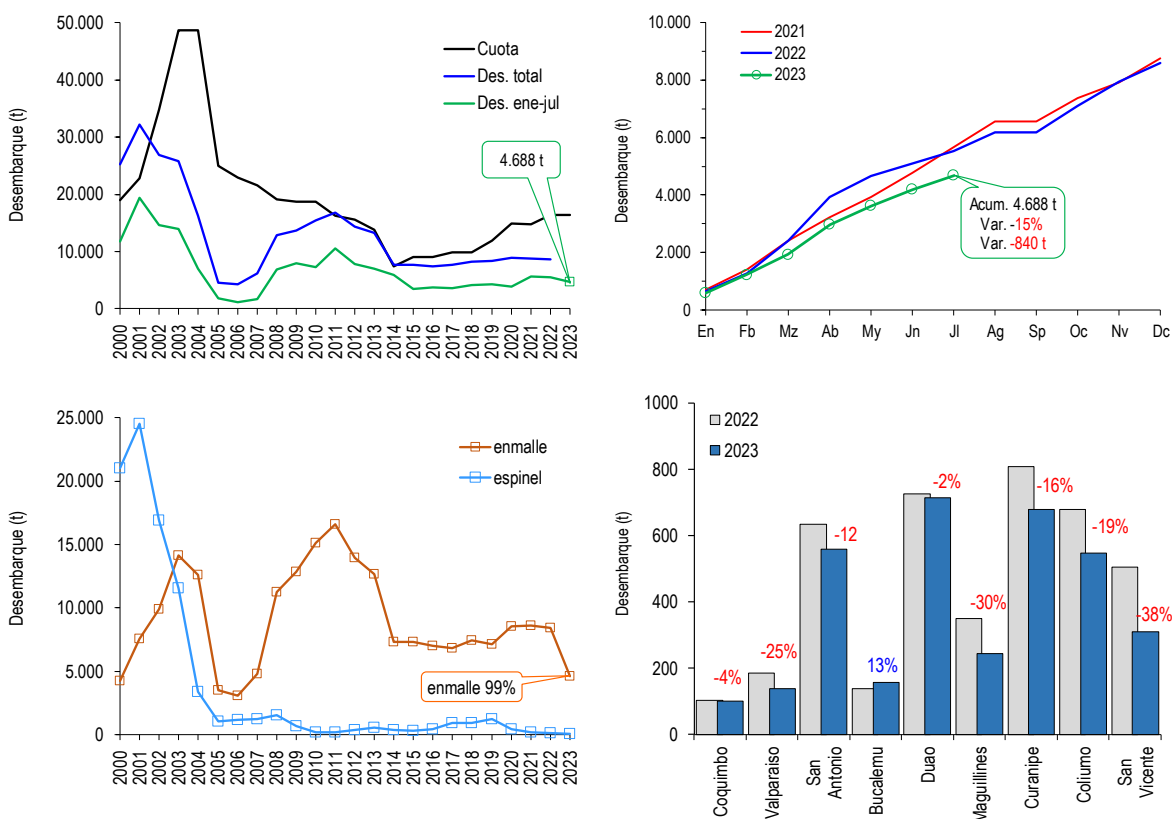 Desembarque (t)
50.000
40.000
30.000
20.000
10.000
0
Cuota
Des. total
Des. ene-jul
4.688 t
2000
2001
2002
2003
2004
2005
2006
2007
2008
2009
2010
2011
2012
2013
2014
2015
2016
2017
2018
2019
2020
2021
2022
2023
Desembarque (t)
10.000
8.000
6.000
4.000
2.000
0
2021
2022
2023
Acum. 4.688 t
Var. -15%
Var. -840 t
En
Fb
Mz
Ab
My
Jn
Jl
Ag
Sp
Oc
Nv
Dc
Desembarque (t)
25.000
20.000
15.000
10.000
5.000
0
enmalle
espinel
enmalle 99%
2000
2001
2002
2003
2004
2005
2006
2007
2008
2009
2010
2011
2012
2013
2014
2015
2016
2017
2018
2019
2020
2021
2022
2023
Desembarque (t)
1000
800
600
400
200
0
2022
2023
-4%
-25%
-12
13%
-2%
-30%
-16%
-19%
-38%
Coquimbo
Valparaiso
San
Antonio
Bucalemu
Duao
Maguillines
Curanipe
Coliumo
San
Vicente